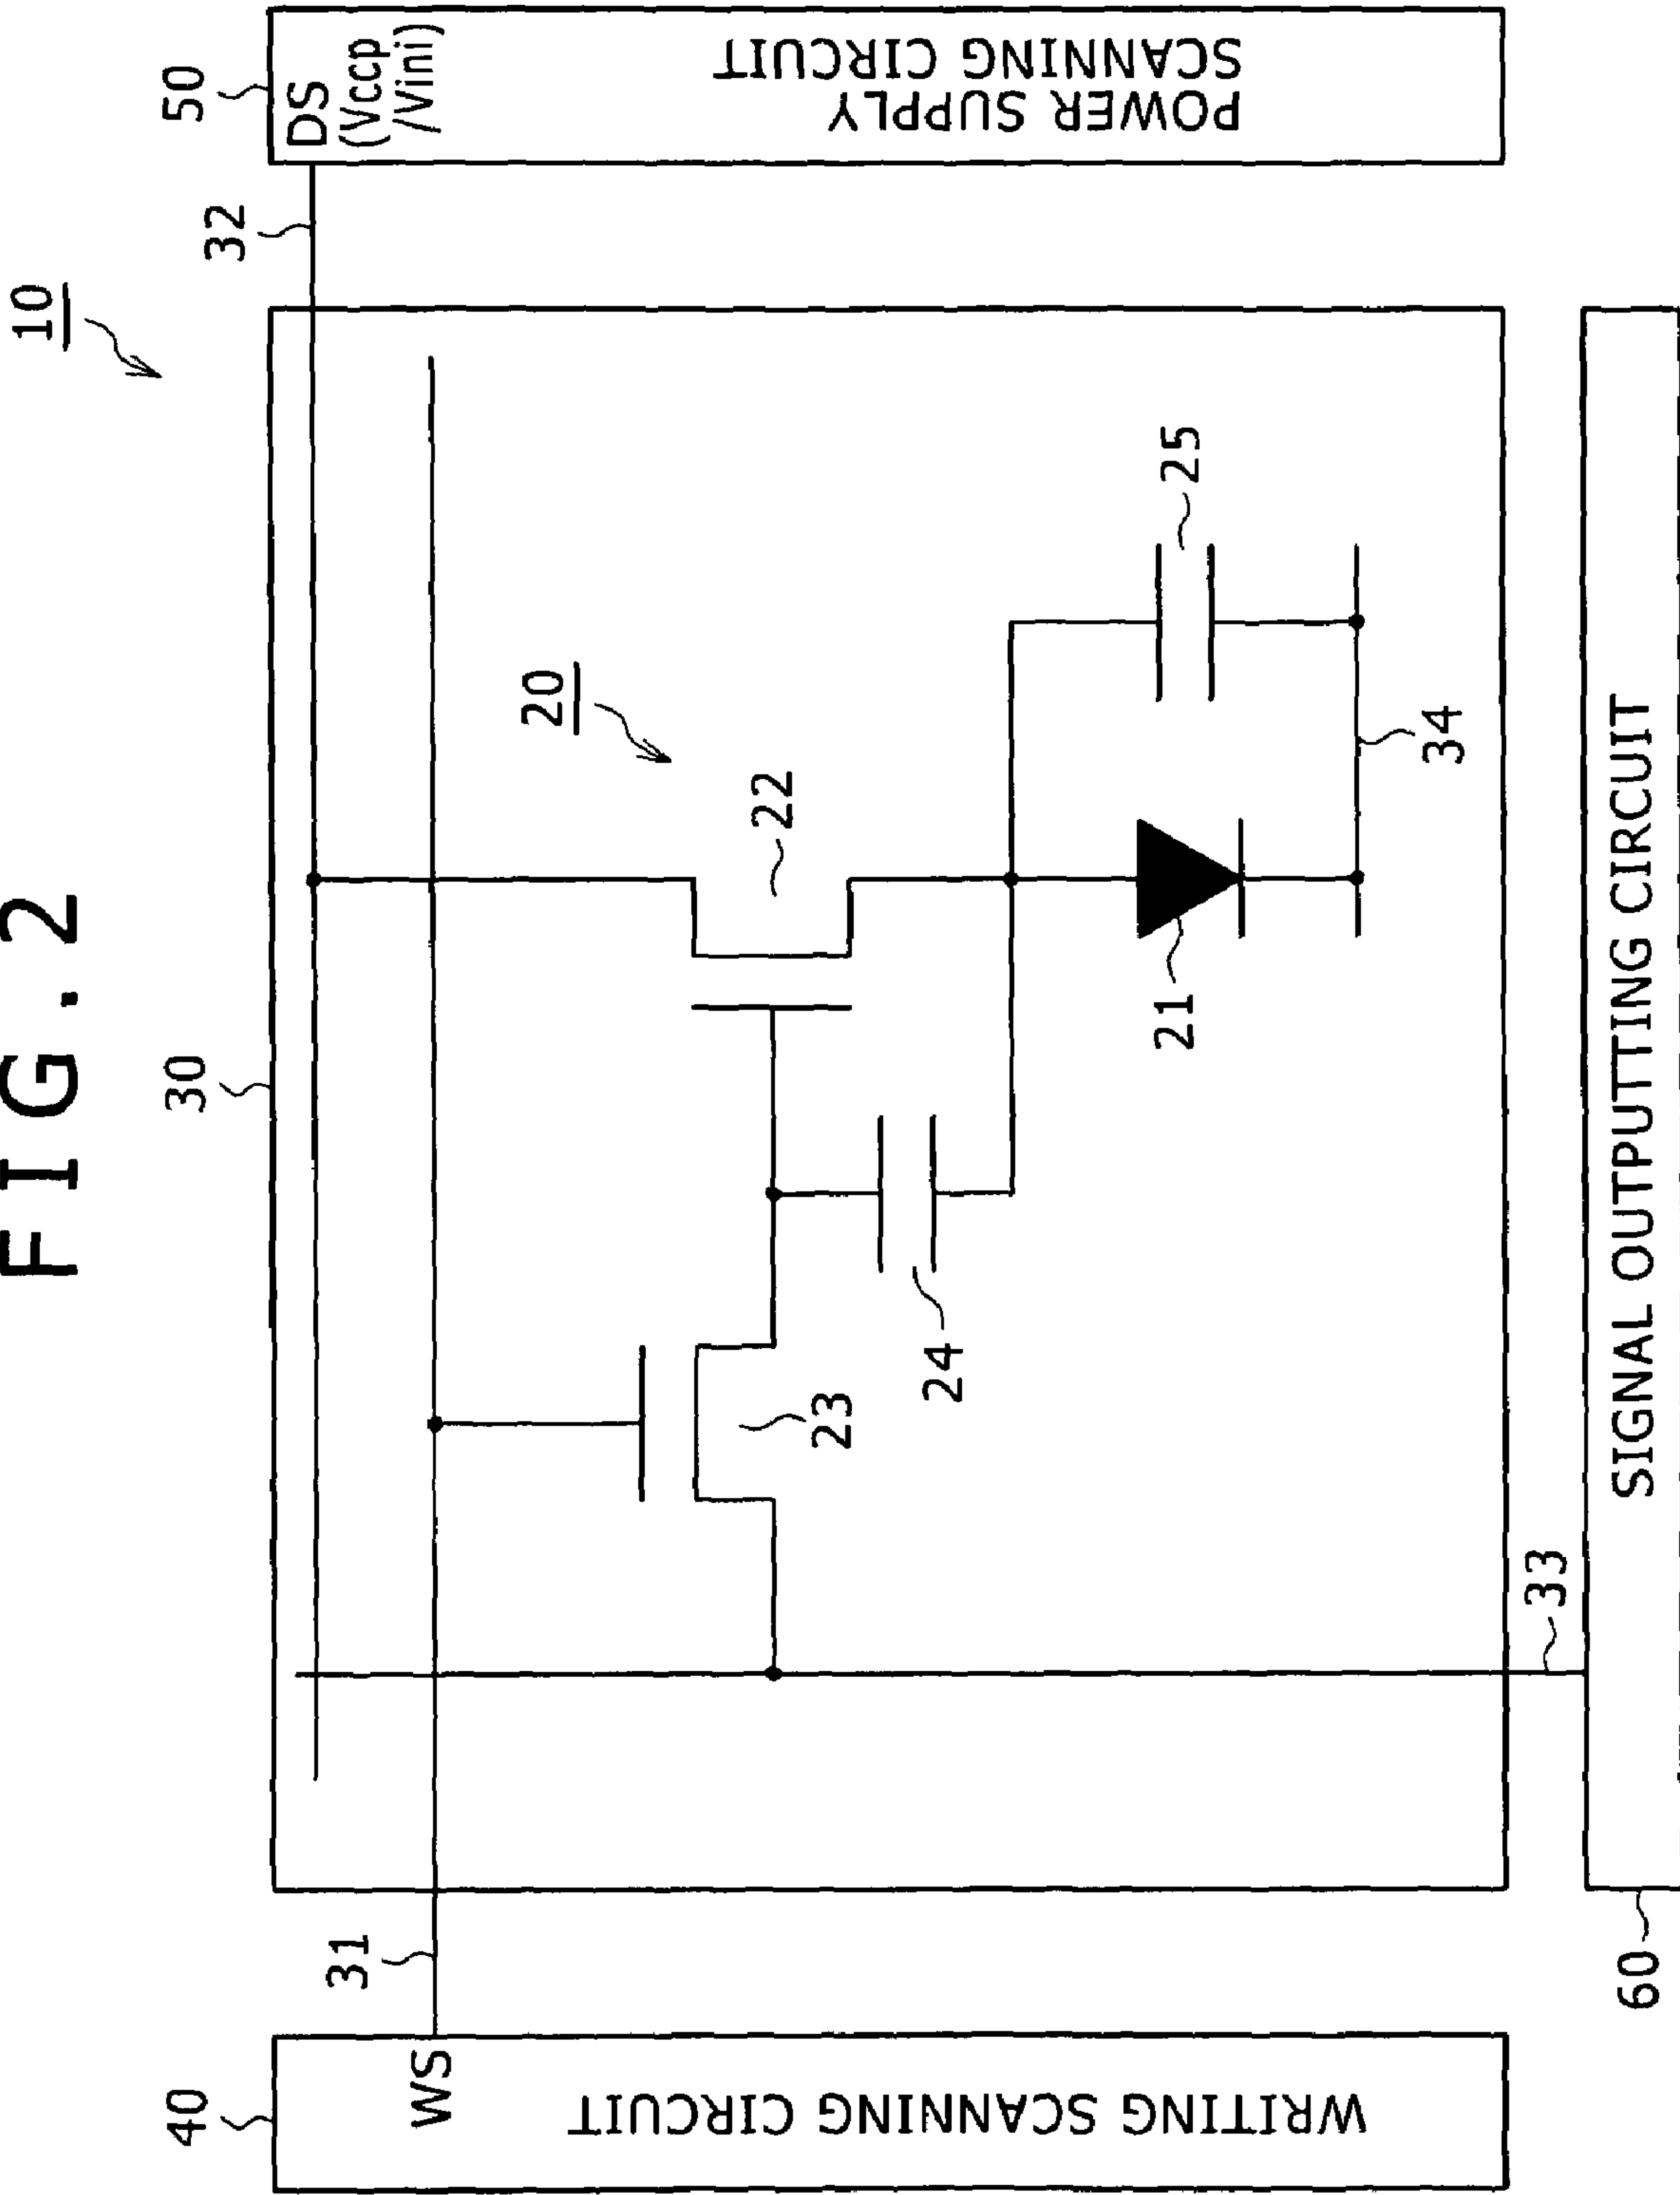 FIG. 2
10
30
50
40
32
DS
(Vccp
/Vini)
31
WS
20
22
23
24
25
21
34
33
60
WRITING SCANNING CIRCUIT
POWER SUPPLY
SCANNING CIRCUIT
SIGNAL OUTPUTTING CIRCUIT